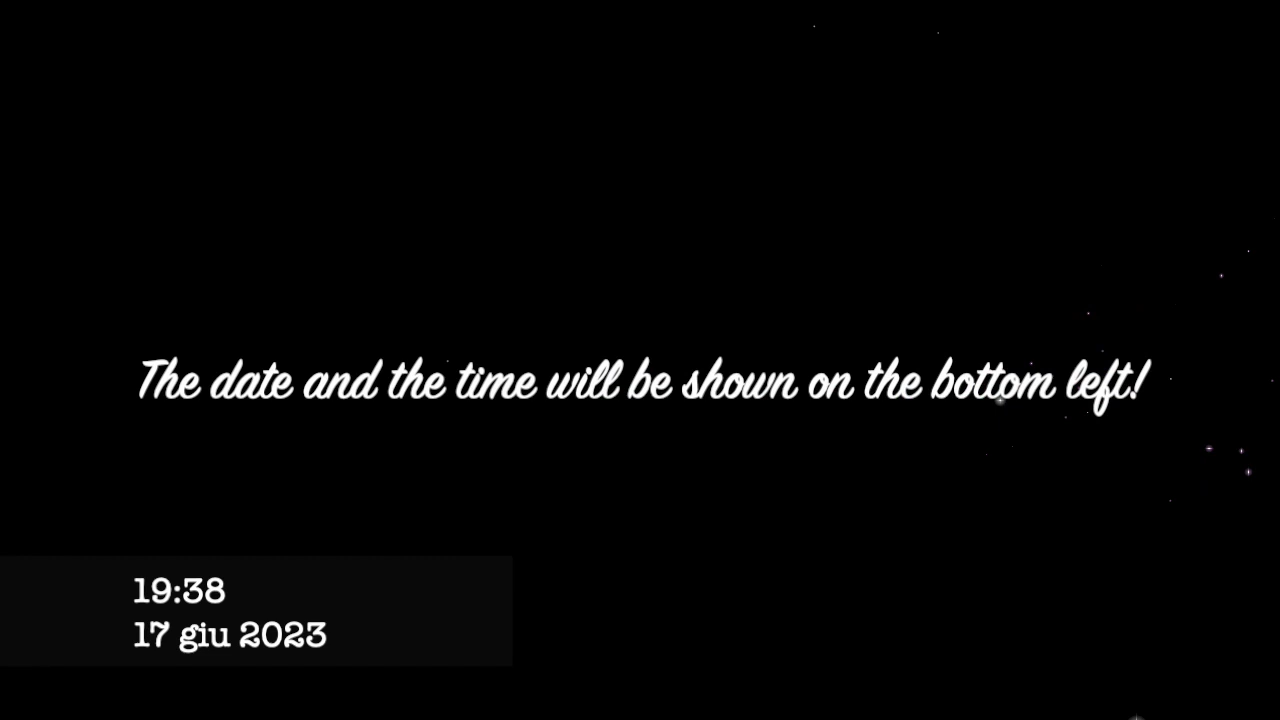 The date and the time will be shown on the bottom left!
19:38
17 giu 2023